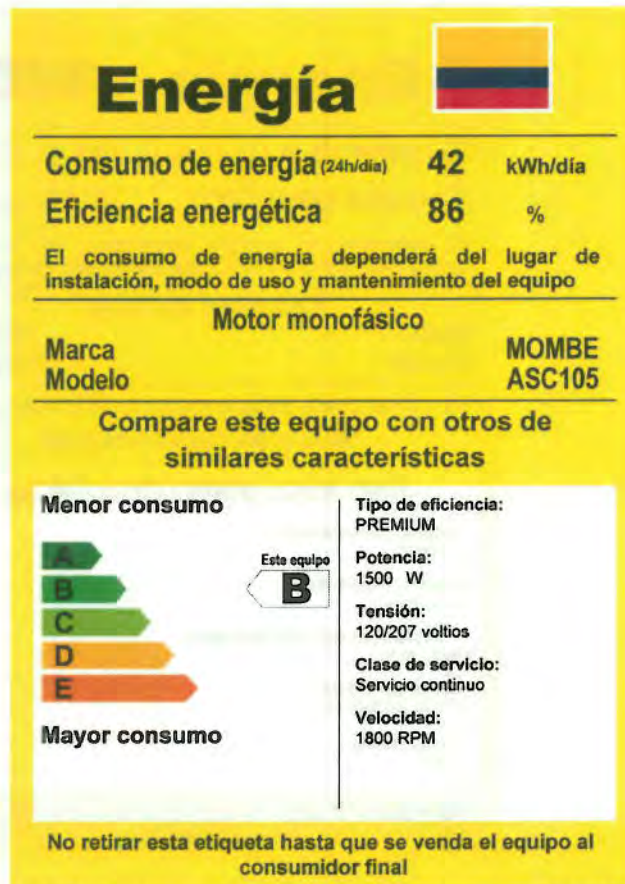 Energía
Consumo de energía (24h/día) 42 kWh/día
Eficiencia energética 86 %
El consumo de energía dependerá del lugar de
instalación, modo de uso y mantenimiento del equipo
Motor monofásico
Marca MOMBE
Modelo ASC105
Compare este equipo con otros de
similares características
Menor consumo
A
B
C
D
E
Mayor consumo
Este equipo
B
Tipo de eficiencia:
PREMIUM
Potencia:
1500 W
Tensión:
120/207 voltios
Clase de servicio:
Servicio continuo
Velocidad:
1800 RPM
No retirar esta etiqueta hasta que se venda el equipo al
consumidor final